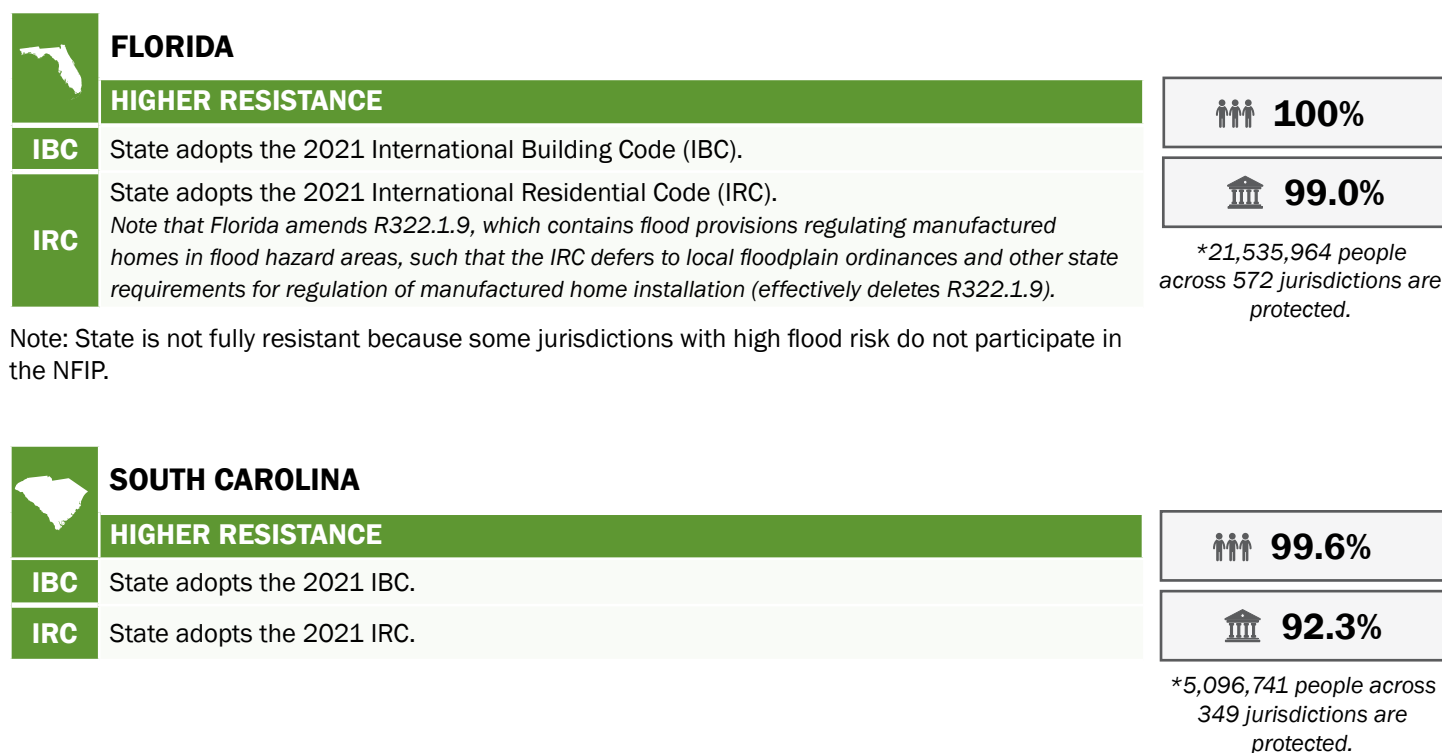 FLORIDA
HIGHER RESISTANCE
IBC State adopts the 2021 International Building Code (IBC).
IRC State adopts the 2021 International Residential Code (IRC).
Note that Florida amends R322.1.9, which contains flood provisions regulating manufactured
homes in flood hazard areas, such that the IRC defers to local floodplain ordinances and other state
requirements for regulation of manufactured home installation (effectively deletes R322.1.9).
100%
99.0%
*21,535,964 people
across 572 jurisdictions are
protected.
Note: State is not fully resistant because some jurisdictions with high flood risk do not participate in
the NFIP.
SOUTH CAROLINA
HIGHER RESISTANCE
IBC State adopts the 2021 IBC.
IRC State adopts the 2021 IRC.
99.6%
92.3%
*5,096,741 people across
349 jurisdictions are
protected.